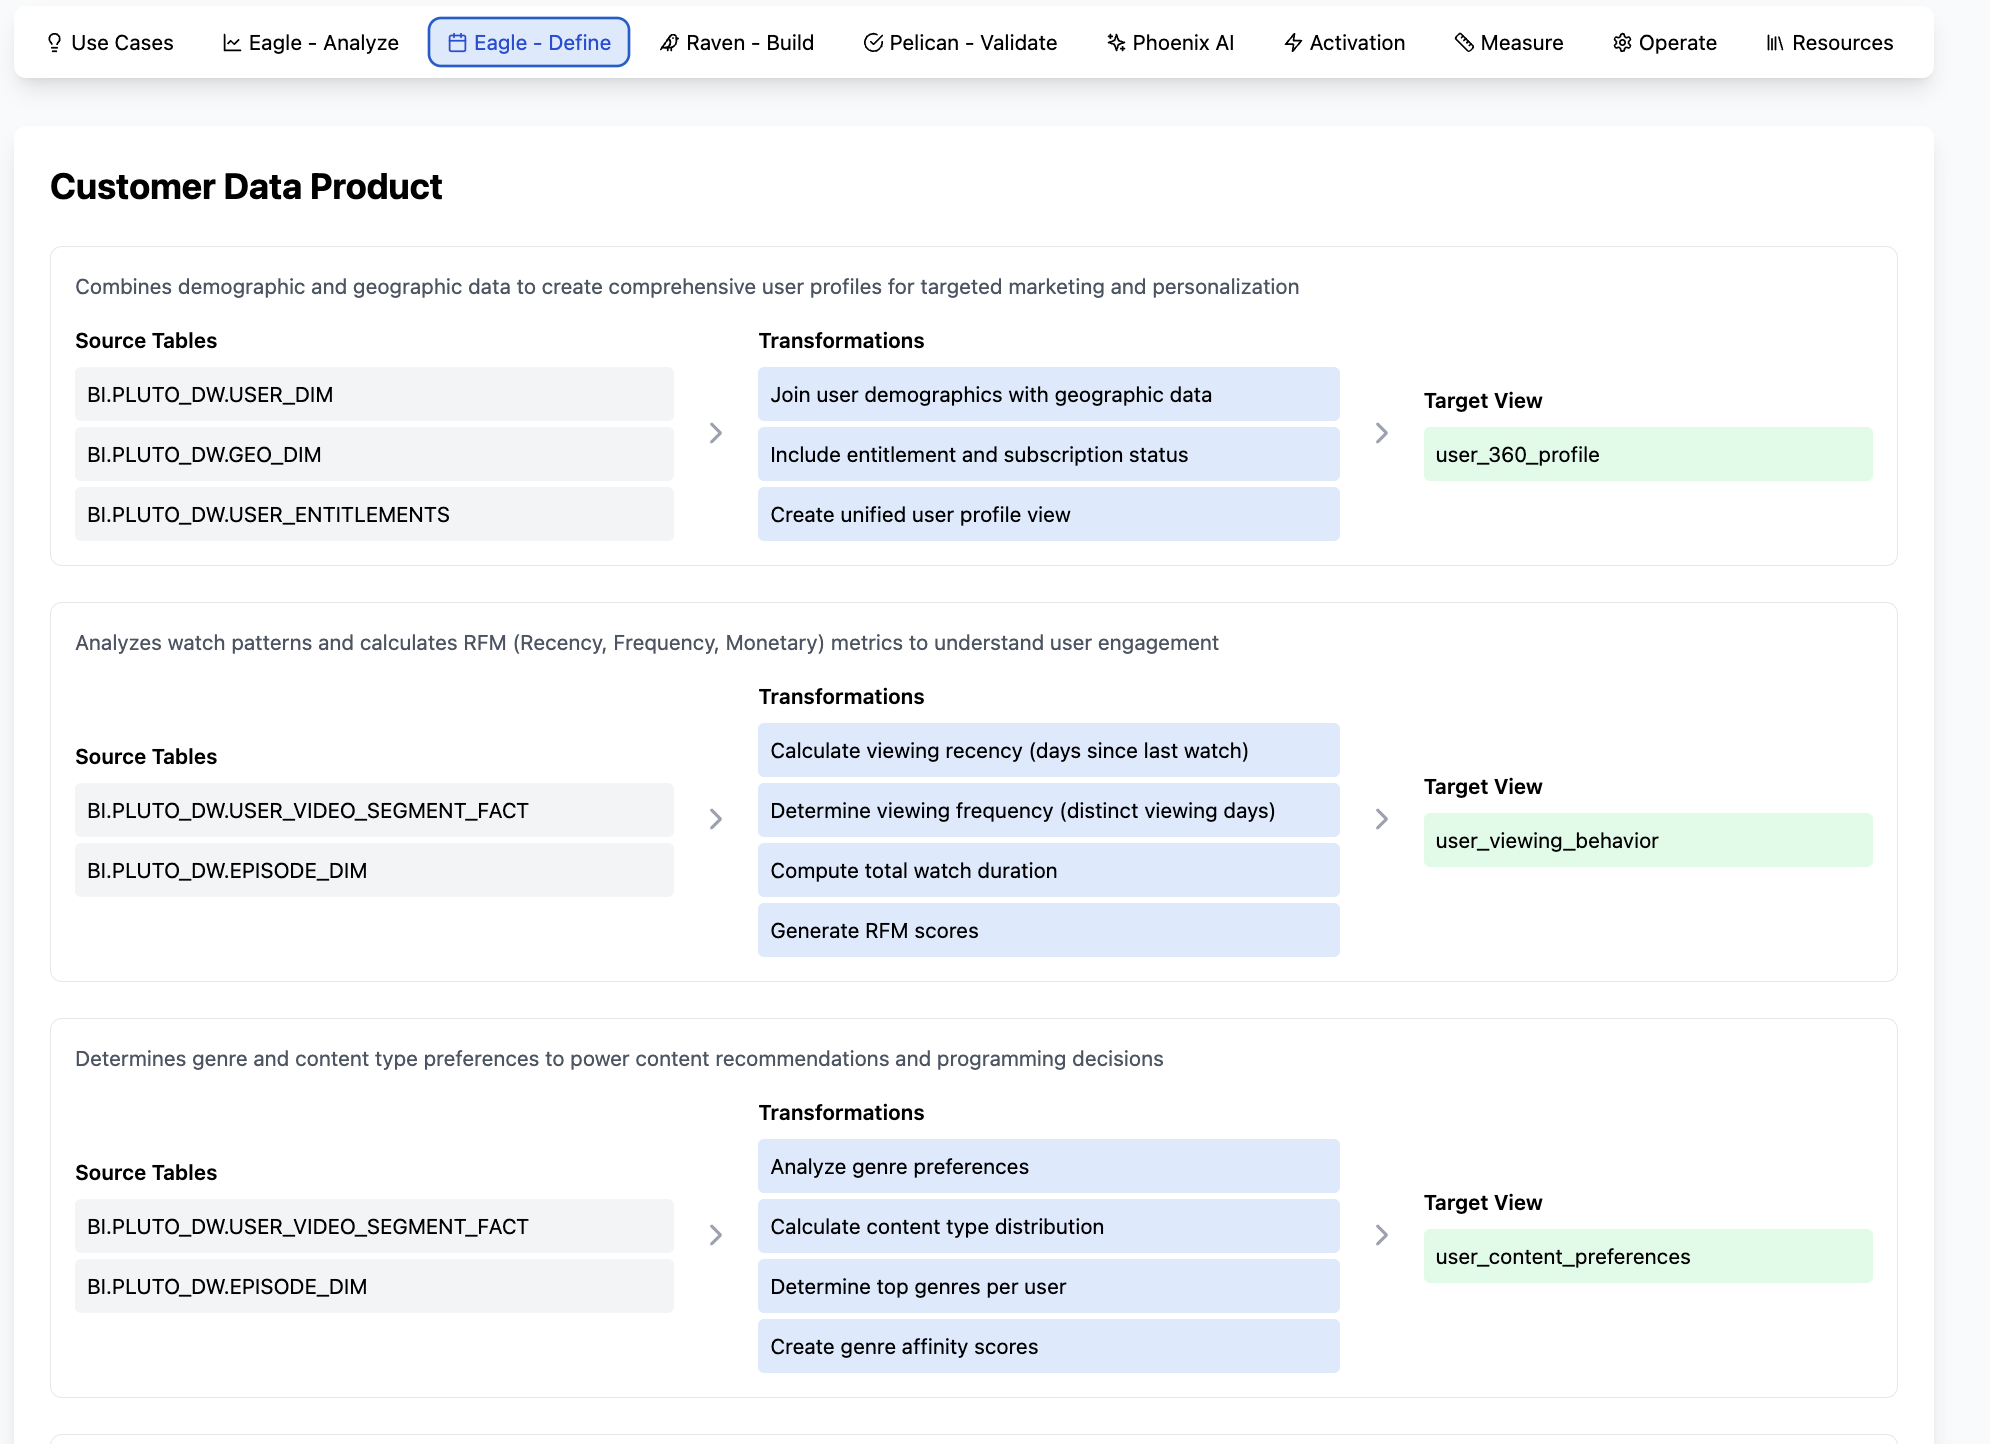 Use Cases
Eagle - Analyze
Eagle - Define
Raven - Build
Pelican - Validate
Phoenix AI
Activation
Measure
Operate
Resources
Customer Data Product
Combines demographic and geographic data to create comprehensive user profiles for targeted marketing and personalization
Source Tables
BI.PLUTO_DW.USER_DIM
BI.PLUTO_DW.GEO_DIM
BI.PLUTO_DW.USER_ENTITLEMENTS
Transformations
Join user demographics with geographic data
Include entitlement and subscription status
Create unified user profile view
Target View
user_360_profile
Analyzes watch patterns and calculates RFM (Recency, Frequency, Monetary) metrics to understand user engagement
Source Tables
BI.PLUTO_DW.USER_VIDEO_SEGMENT_FACT
BI.PLUTO_DW.EPISODE_DIM
Transformations
Calculate viewing recency (days since last watch)
Determine viewing frequency (distinct viewing days)
Compute total watch duration
Generate RFM scores
Target View
user_viewing_behavior
Determines genre and content type preferences to power content recommendations and programming decisions
Source Tables
BI.PLUTO_DW.USER_VIDEO_SEGMENT_FACT
BI.PLUTO_DW.EPISODE_DIM
Transformations
Analyze genre preferences
Calculate content type distribution
Determine top genres per user
Create genre affinity scores
Target View
user_content_preferences